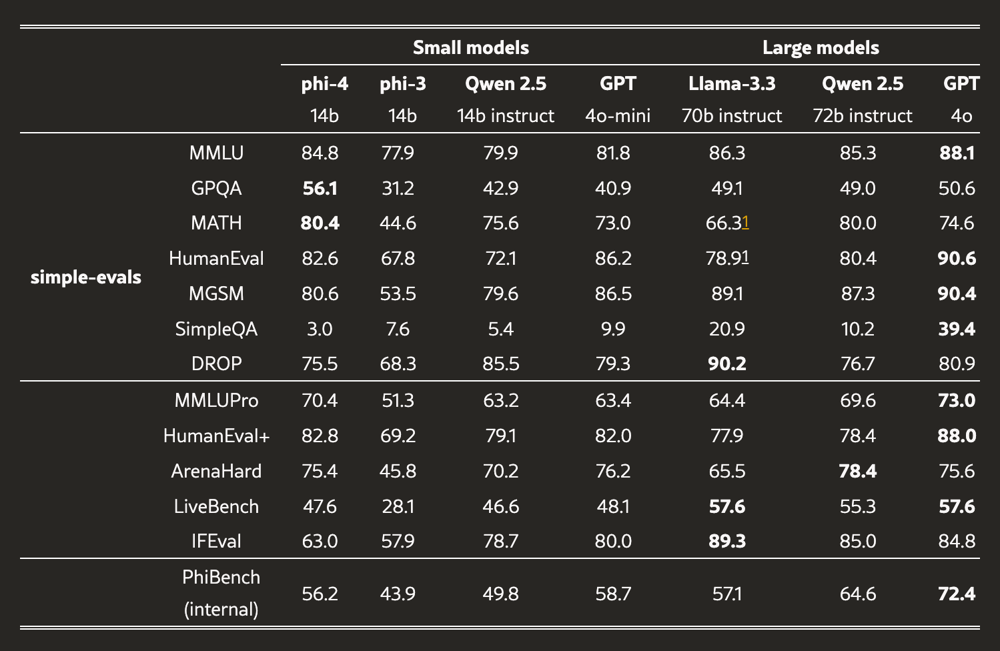 Small models Large models
phi-4 phi-3 Qwen 2.5 GPT Llama-3.3 Qwen 2.5 GPT
14b 14b 14b instruct 4o-mini 70b instruct 72b instruct 4o
MMLU 84.8 77.9 79.9 81.8 86.3 85.3 88.1
GPQA 56.1 31.2 42.9 40.9 49.1 49.0 50.6
MATH 80.4 44.6 75.6 73.0 66.3¹ 80.0 74.6
HumanEval 82.6 67.8 72.1 86.2 78.9¹ 80.4 90.6
simple-evals
MGSM 80.6 53.5 79.6 86.5 89.1 87.3 90.4
SimpleQA 3.0 7.6 5.4 9.9 20.9 10.2 39.4
DROP 75.5 68.3 85.5 79.3 90.2 76.7 80.9
MMLUPro 70.4 51.3 63.2 63.4 64.4 69.6 73.0
HumanEval+ 82.8 69.2 79.1 82.0 77.9 78.4 88.0
ArenaHard 75.4 45.8 70.2 76.2 65.5 78.4 75.6
LiveBench 47.6 28.1 46.6 48.1 57.6 55.3 57.6
IFEval 63.0 57.9 78.7 80.0 89.3 85.0 84.8
PhiBench
(internal)
56.2 43.9 49.8 58.7 57.1 64.6 72.4